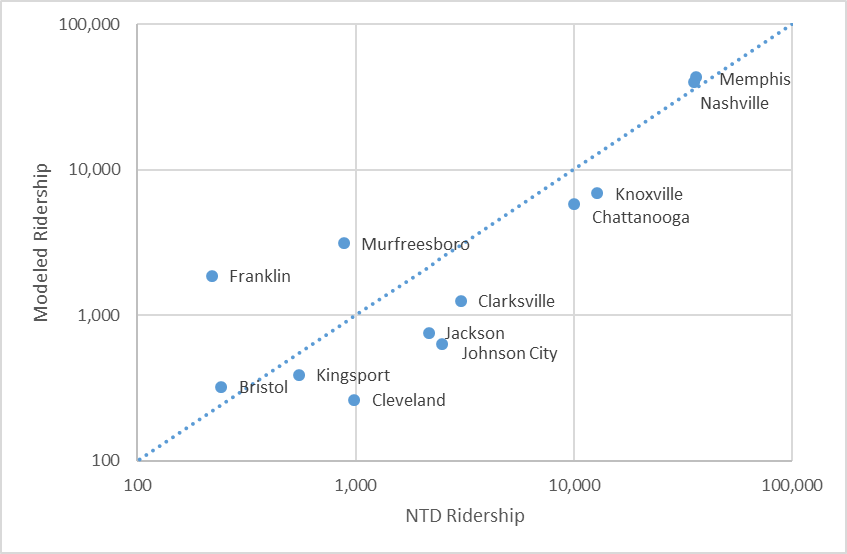 100,000
Memphis
Nashville
10,000
Knoxville
Chattanooga
Murfreesboro
Franklin
Clarksville
1,000
Jackson
Johnson City
Kingsport
Bristol
Cleveland
100
Modeled Ridership
100 1,000 10,000 100,000
NTD Ridership